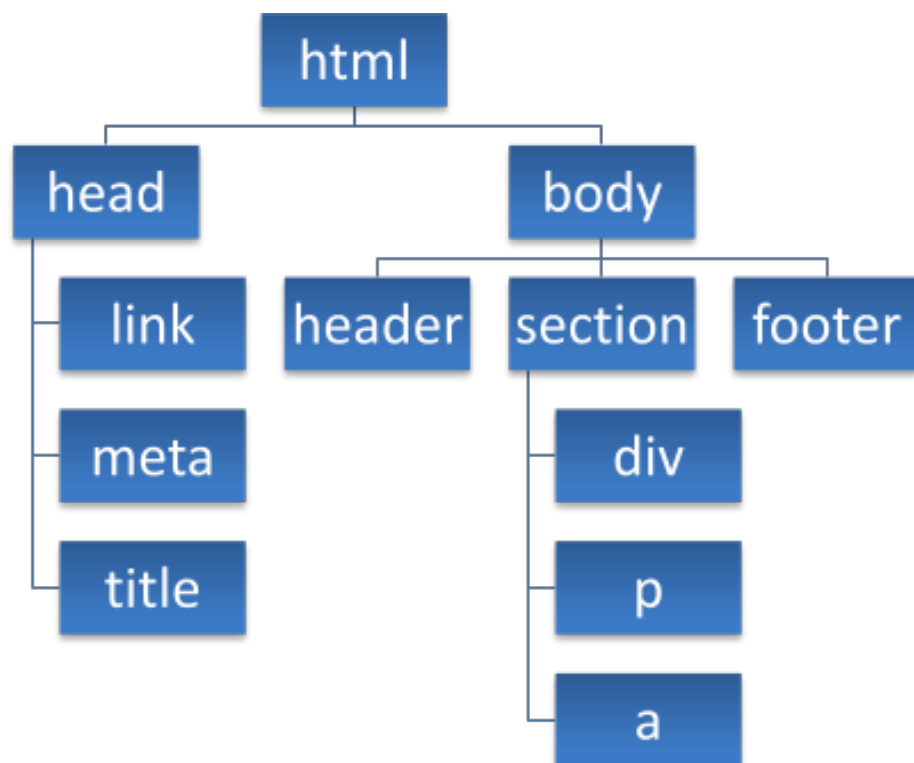 html
head
body
link
header
section
footer
meta
div
title
p
a